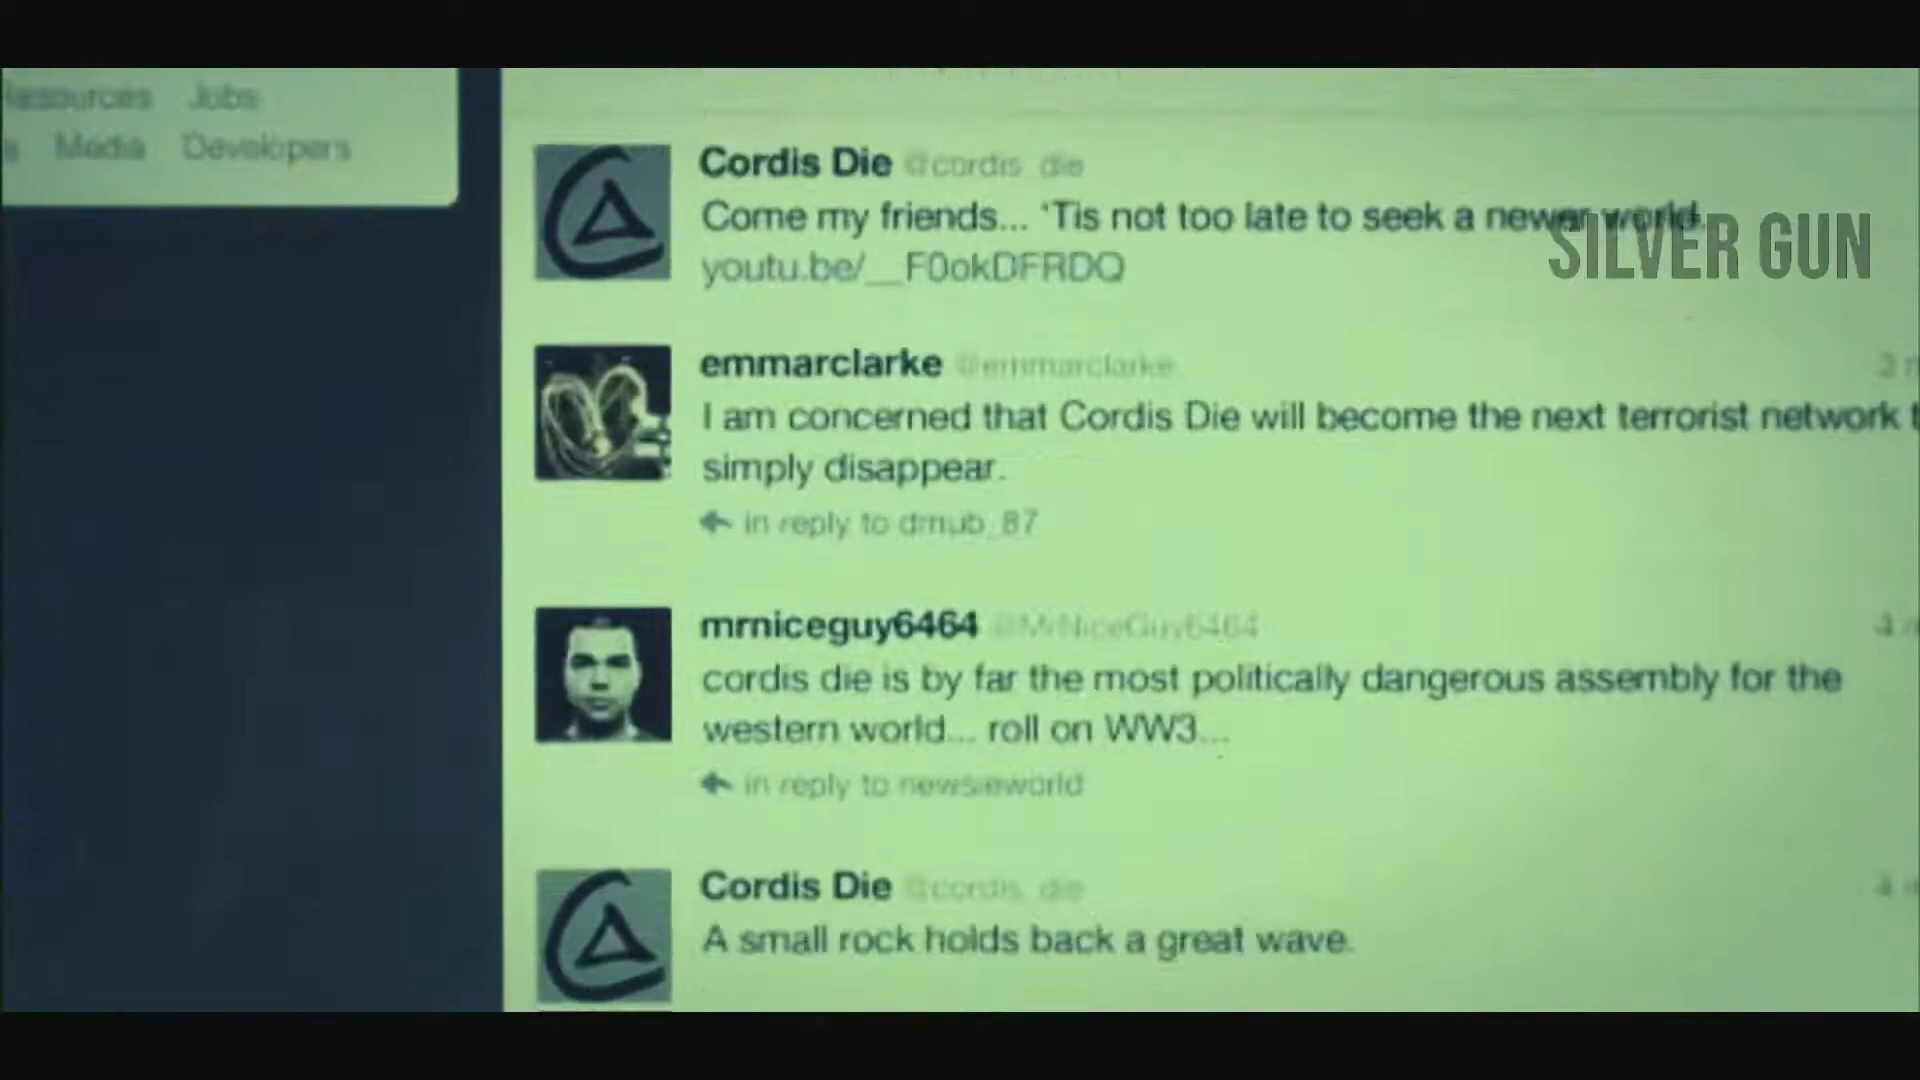 Resources Jobs
Media Developers
Cordis Die @cordis_die
Come my friends... 'Tis not too late to seek a newer world.
youtu.be/__F0okDFRDQ
SILVER GUN
emmarclarke @emmarclarke
I am concerned that Cordis Die will become the next terrorist network
simply disappear.
in reply to dmub_87
mrniceguy6464 @MrNiceGuy6464
cordis die is by far the most politically dangerous assembly for the
western world... roll on WW3...
in reply to newsieworld
Cordis Die @cordis_die
A small rock holds back a great wave.